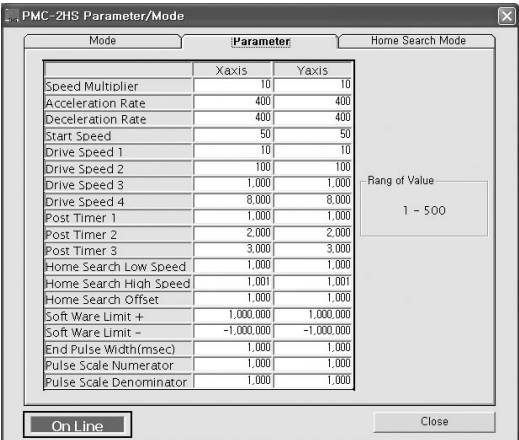 PMC-2HS Parameter/Mode
Mode Parameter Home Search Mode
Xaxis Yaxis
Speed Multiplier 10 10
Acceleration Rate 400 400
Deceleration Rate 400 400
Start Speed 50 50
Drive Speed 1 10 10
Drive Speed 2 100 100
Drive Speed 3 1,000 1,000
Drive Speed 4 8,000 8,000
Post Timer 1 1,000 1,000
Post Timer 2 2,000 2,000
Post Timer 3 3,000 3,000
Home Search Low Speed 1,000 1,000
Home Search High Speed 1,001 1,001
Home Search Offset 1,000 1,000
Soft Ware Limit + 1,000,000 1,000,000
Soft Ware Limit - -1,000,000 -1,000,000
End Pulse Width(msec) 1,000 1,000
Pulse Scale Numerator 1,000 1,000
Pulse Scale Denominator 1,000 1,000
Rang of Value
1 - 500
On Line
Close